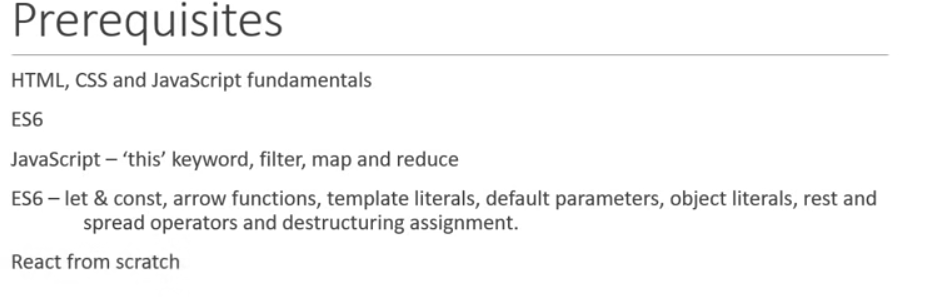 Prerequisites
HTML, CSS and JavaScript fundamentals
ES6
JavaScript – ‘this’ keyword, filter, map and reduce
ES6 – let & const, arrow functions, template literals, default parameters, object literals, rest and
spread operators and destructuring assignment.
React from scratch